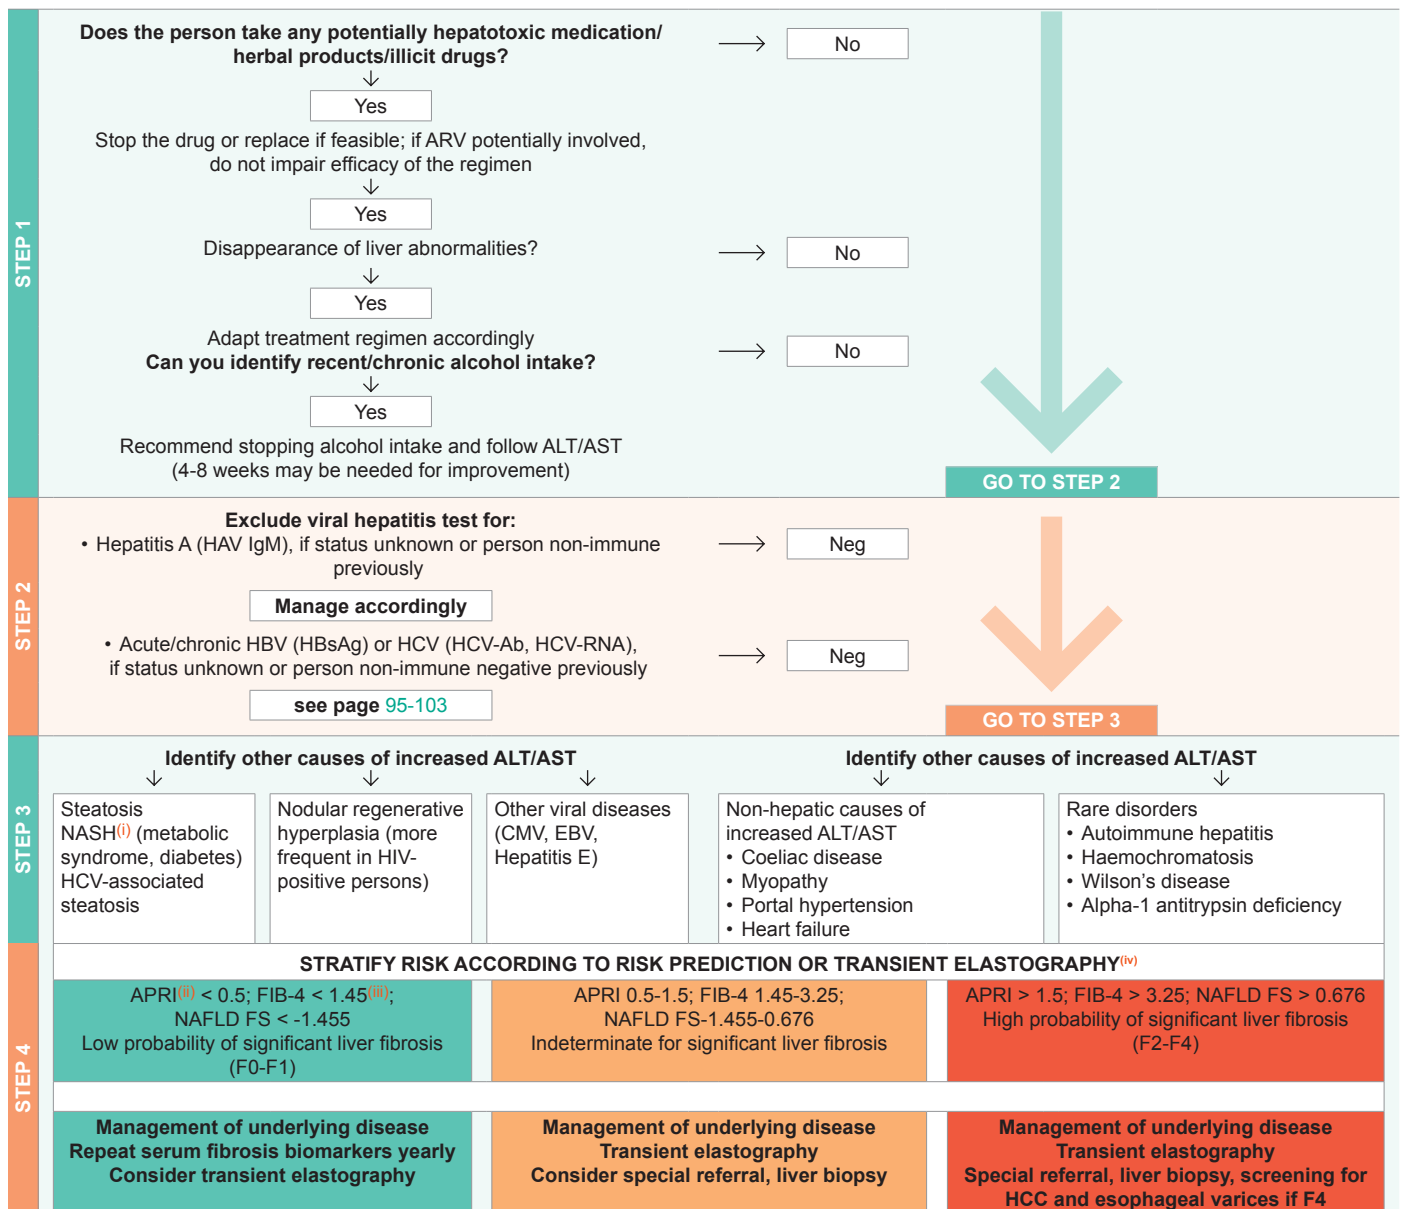 STEP 1
Does the person take any potentially hepatotoxic medication/
herbal products/illicit drugs?
No
Yes
Stop the drug or replace if feasible; if ARV potentially involved,
do not impair efficacy of the regimen
Yes
Disappearance of liver abnormalities?
No
Yes
Adapt treatment regimen accordingly
Can you identify recent/chronic alcohol intake?
No
Yes
Recommend stopping alcohol intake and follow ALT/AST
(4-8 weeks may be needed for improvement)
GO TO STEP 2
STEP 2
Exclude viral hepatitis test for:
• Hepatitis A (HAV IgM), if status unknown or person non-immune
previously
Neg
Manage accordingly
• Acute/chronic HBV (HBsAg) or HCV (HCV-Ab, HCV-RNA),
if status unknown or person non-immune negative previously
Neg
see page 95-103
GO TO STEP 3
STEP 3
Identify other causes of increased ALT/AST
Steatosis
NASH(i) (metabolic
syndrome, diabetes)
HCV-associated
steatosis
Nodular regenerative
hyperplasia (more
frequent in HIV-
positive persons)
Other viral diseases
(CMV, EBV,
Hepatitis E)
Identify other causes of increased ALT/AST
Non-hepatic causes of
increased ALT/AST
• Coeliac disease
• Myopathy
• Portal hypertension
• Heart failure
Rare disorders
• Autoimmune hepatitis
• Haemochromatosis
• Wilson's disease
• Alpha-1 antitrypsin deficiency
STEP 4
STRATIFY RISK ACCORDING TO RISK PREDICTION OR TRANSIENT ELASTOGRAPHY(iv)
APRI(ii) < 0.5; FIB-4 < 1.45(iii);
NAFLD FS < -1.455
Low probability of significant liver fibrosis
(F0-F1)
APRI 0.5-1.5; FIB-4 1.45-3.25;
NAFLD FS-1.455-0.676
Indeterminate for significant liver fibrosis
APRI > 1.5; FIB-4 > 3.25; NAFLD FS > 0.676
High probability of significant liver fibrosis
(F2-F4)
Management of underlying disease
Repeat serum fibrosis biomarkers yearly
Consider transient elastography
Management of underlying disease
Transient elastography
Consider special referral, liver biopsy
Management of underlying disease
Transient elastography
Special referral, liver biopsy, screening for
HCC and esophageal varices if F4